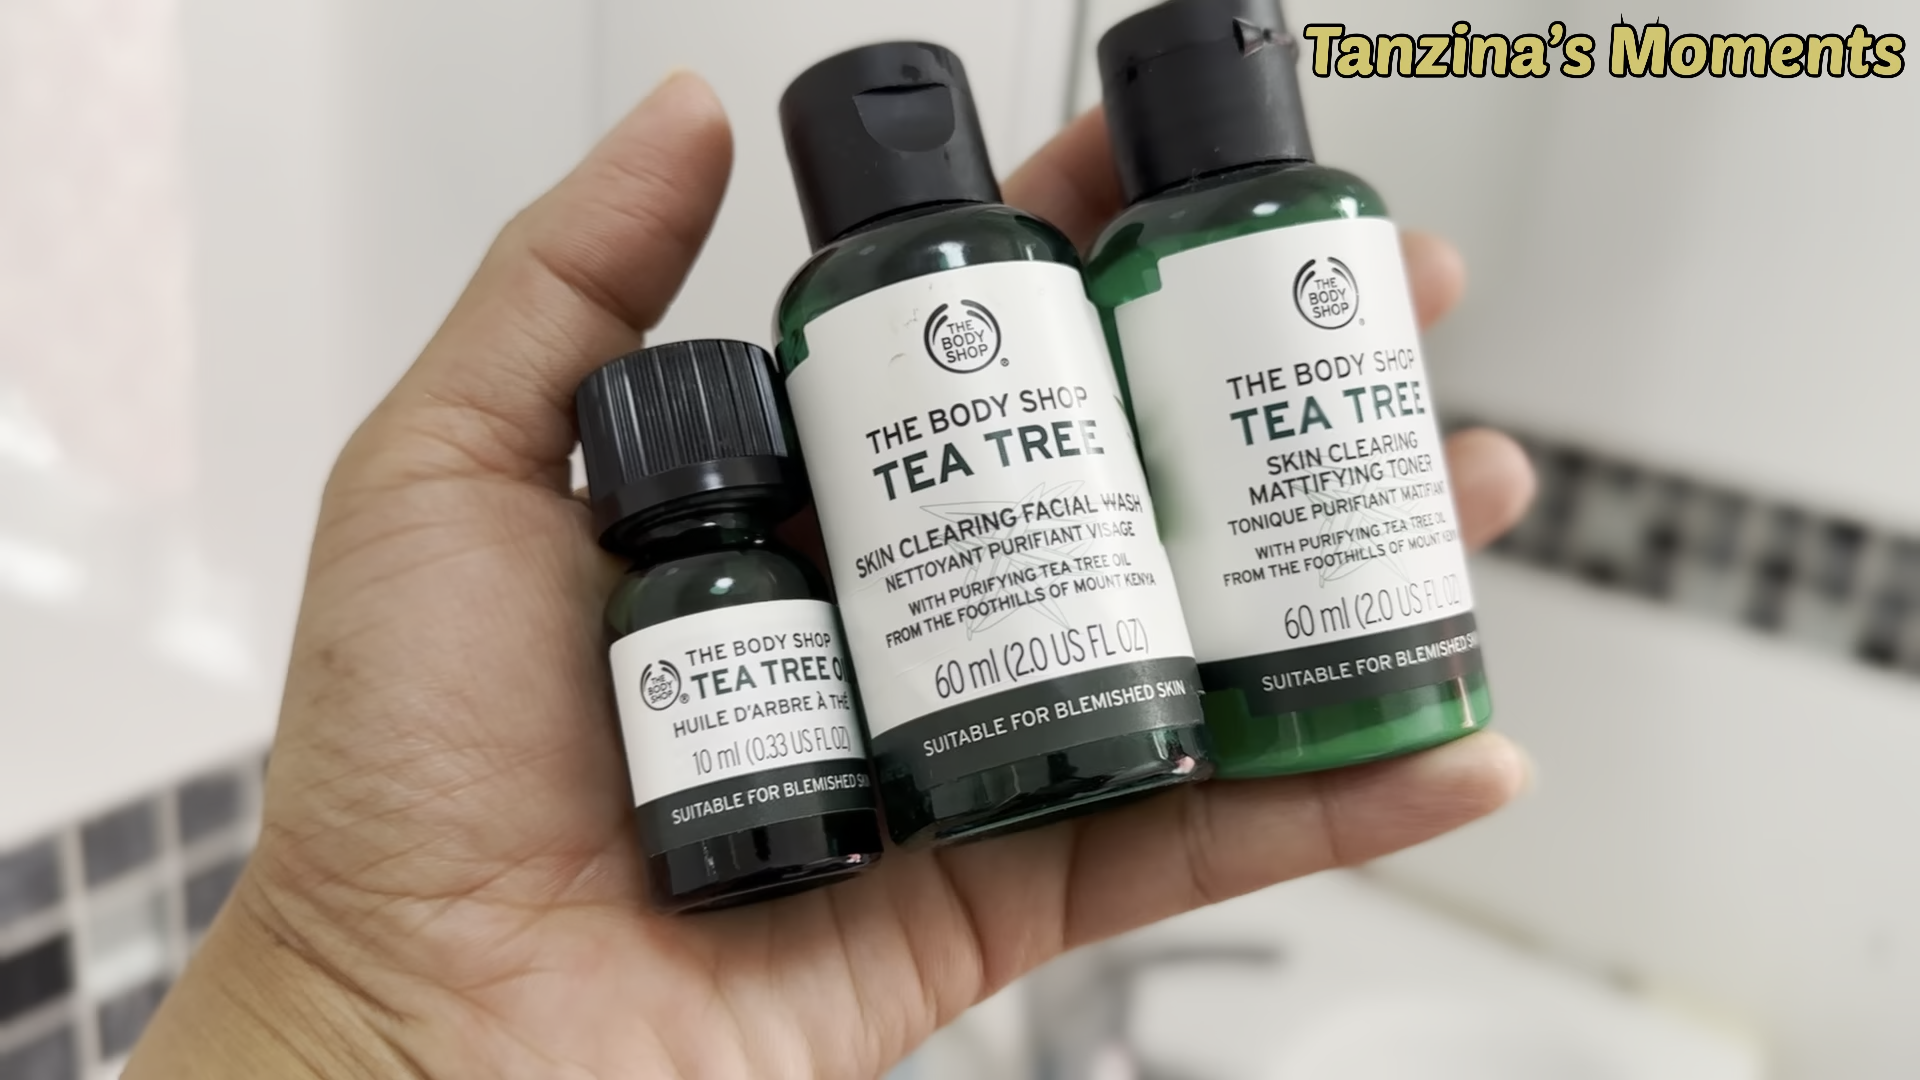 Tanzina's Moments
THE
BODY
SHOP
THE BODY SHOP
TEA TREE
HUILE D'ARBRE À THÉ
10 ml (0.33 US FL OZ)
SUITABLE FOR BLEMISHED
THE
BODY
SHOP
®
THE BODY SHOP
TEA TREE
SKIN CLEARING FACIAL WASH
NETTOYANT PURIFIANT VISAGE
WITH PURIFYING TEA TREE OIL
FROM THE FOOTHILLS OF MOUNT KENYA
60 ml (2.0 US FL OZ)
SUITABLE FOR BLEMISHED SKIN
THE
BODY
SHOP
®
THE BODY SHOP
TEA TREE
SKIN CLEARING
MATTIFYING TONER
TONIQUE PURIFIANT MATIFIANT
WITH PURIFYING TEA TREE OIL
FROM THE FOOTHILLS OF MOUNT KENYA
60 ml (2.0 US FL OZ)
SUITABLE FOR BLEMISHED